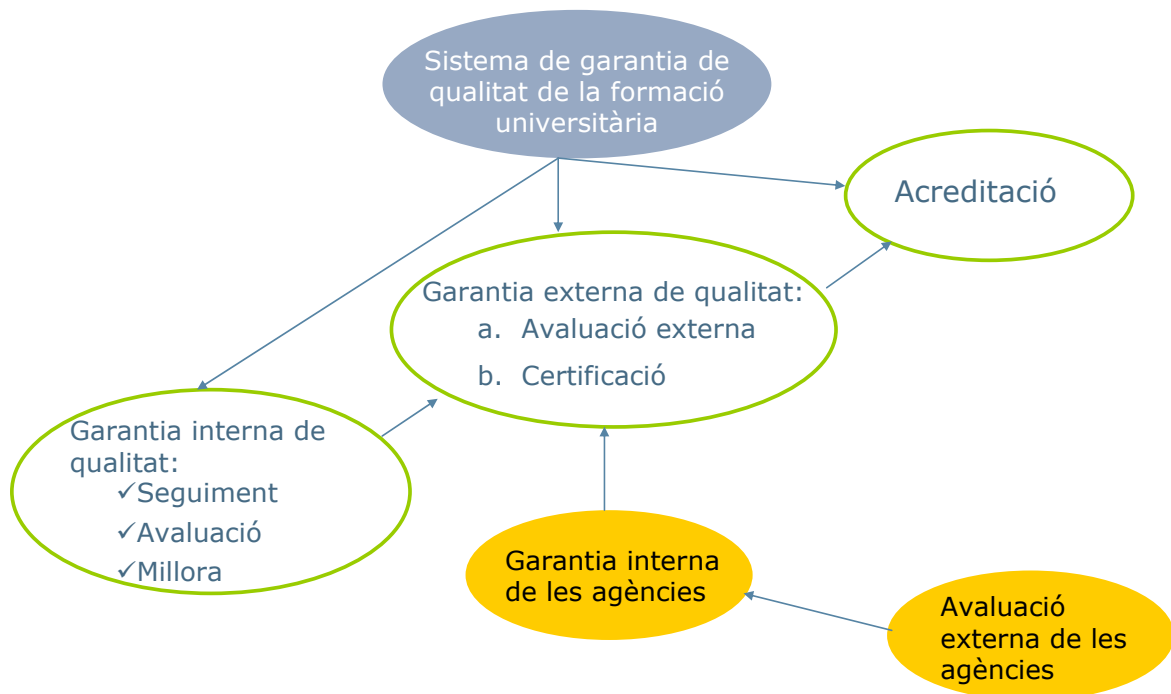 Sistema de garantia de
qualitat de la formació
universitària
Acreditació
Garantia externa de qualitat:
a. Avaluació externa
b. Certificació
Garantia interna de
qualitat:
✓Seguiment
✓Avaluació
✓Millora
Garantia interna
de les agències
Avaluació
externa de les
agències